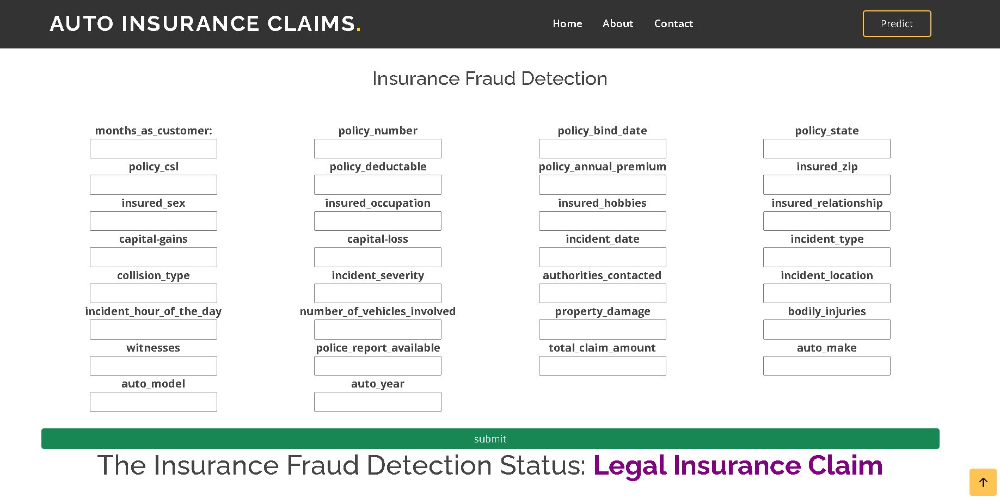 AUTO INSURANCE CLAIMS.
Home About Contact
Predict
Insurance Fraud Detection
months_as_customer: policy_number policy_bind_date policy_state
policy_csl policy_deductable policy_annual_premium insured_zip
insured_sex insured_occupation insured_hobbies insured_relationship
capital-gains capital-loss incident_date incident_type
collision_type incident_severity authorities_contacted incident_location
incident_hour_of_the_day number_of_vehicles_involved property_damage bodily_injuries
witnesses police_report_available total_claim_amount auto_make
auto_model auto_year
submit
The Insurance Fraud Detection Status: Legal Insurance Claim